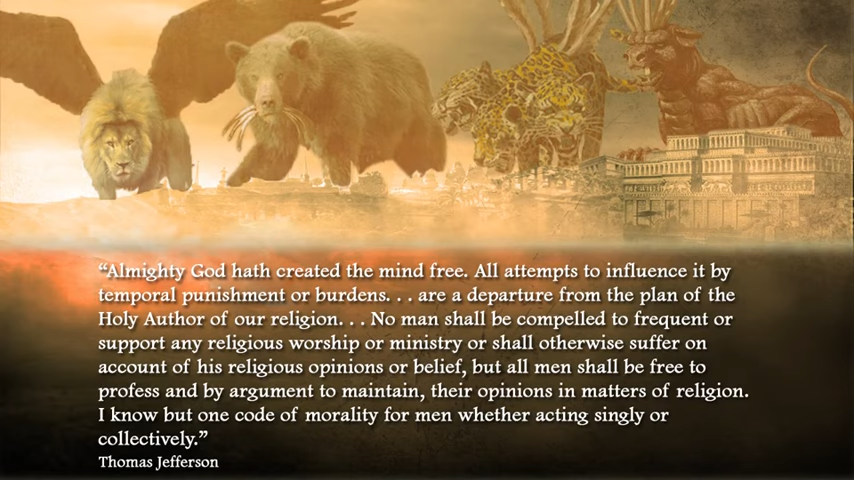 “Almighty God hath created the mind free. All attempts to influence it by
temporal punishment or burdens. . . are a departure from the plan of the
Holy Author of our religion. . . No man shall be compelled to frequent or
support any religious worship or ministry or shall otherwise suffer on
account of his religious opinions or belief, but all men shall be free to
profess and by argument to maintain, their opinions in matters of religion.
I know but one code of morality for men whether acting singly or
collectively.”
Thomas Jefferson